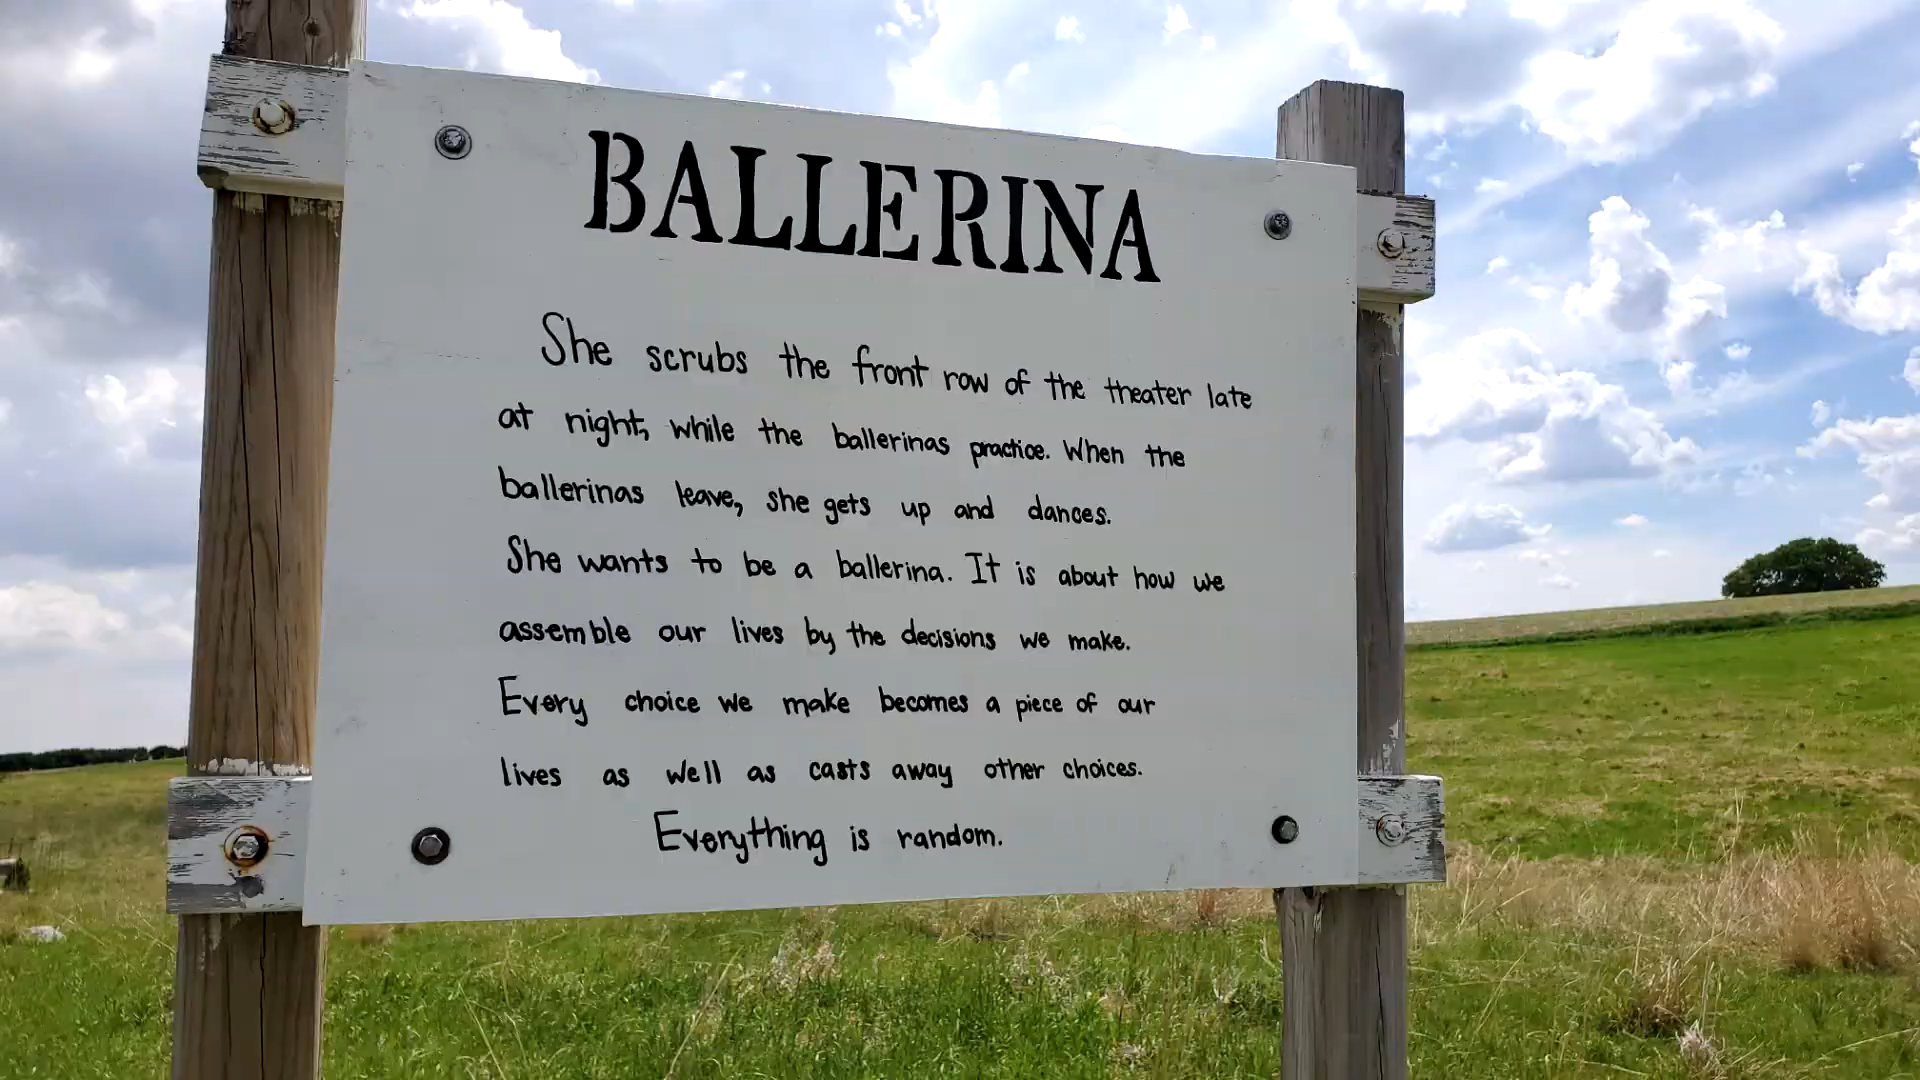 BALLERINA
She scrubs the front row of the theater late
at night, while the ballerinas practice. When the
ballerinas leave, she gets up and dances.
She wants to be a ballerina. It is about how we
assemble our lives by the decisions we make.
Every choice we make becomes a piece of our
lives as well as casts away other choices.
Everything is random.